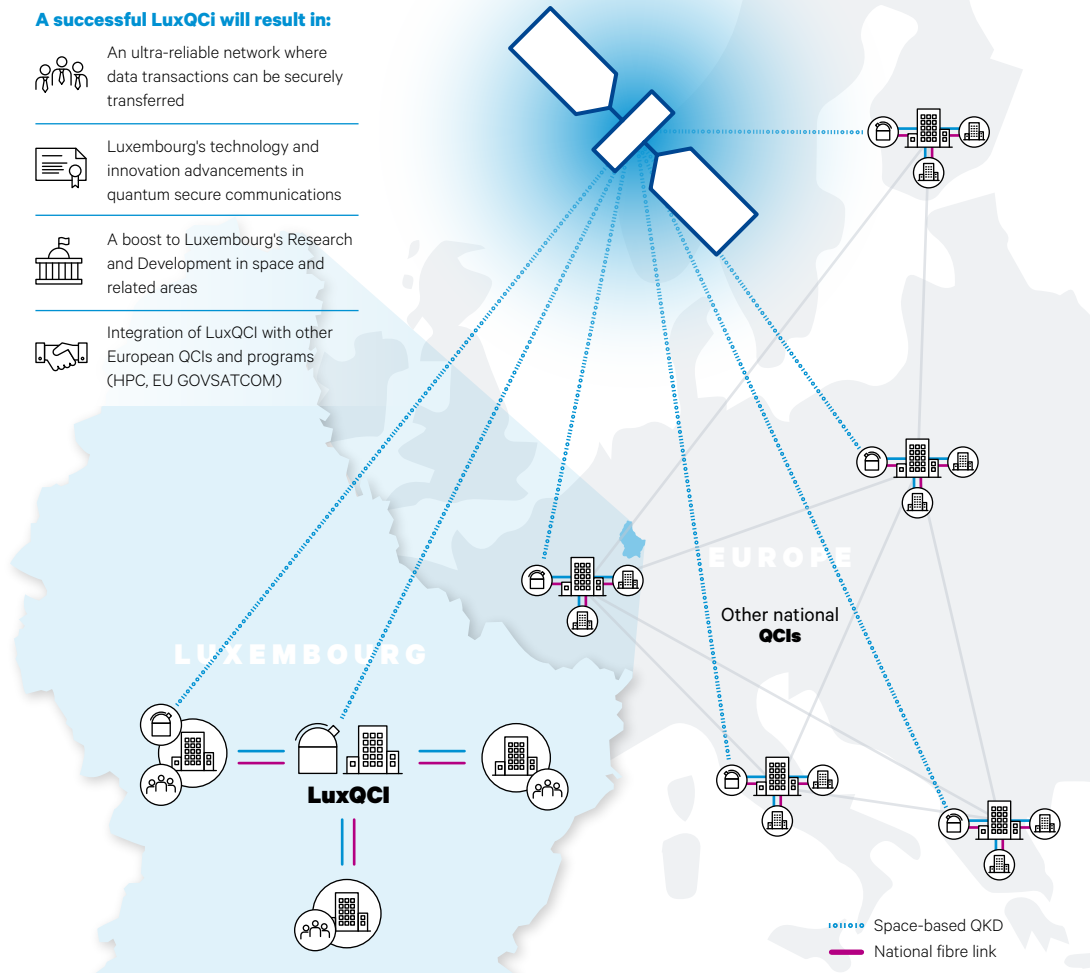 A successful LuxQCi will result in:
An ultra-reliable network where
data transactions can be securely
transferred
Luxembourg's technology and
innovation advancements in
quantum secure communications
A boost to Luxembourg's Research
and Development in space and
related areas
Integration of LuxQCI with other
European QCIs and programs
(HPC, EU GOVSATCOM)
EUROPE
Other national
QCIs
LUXEMBOURG
LuxQCI
Space-based QKD
National fibre link